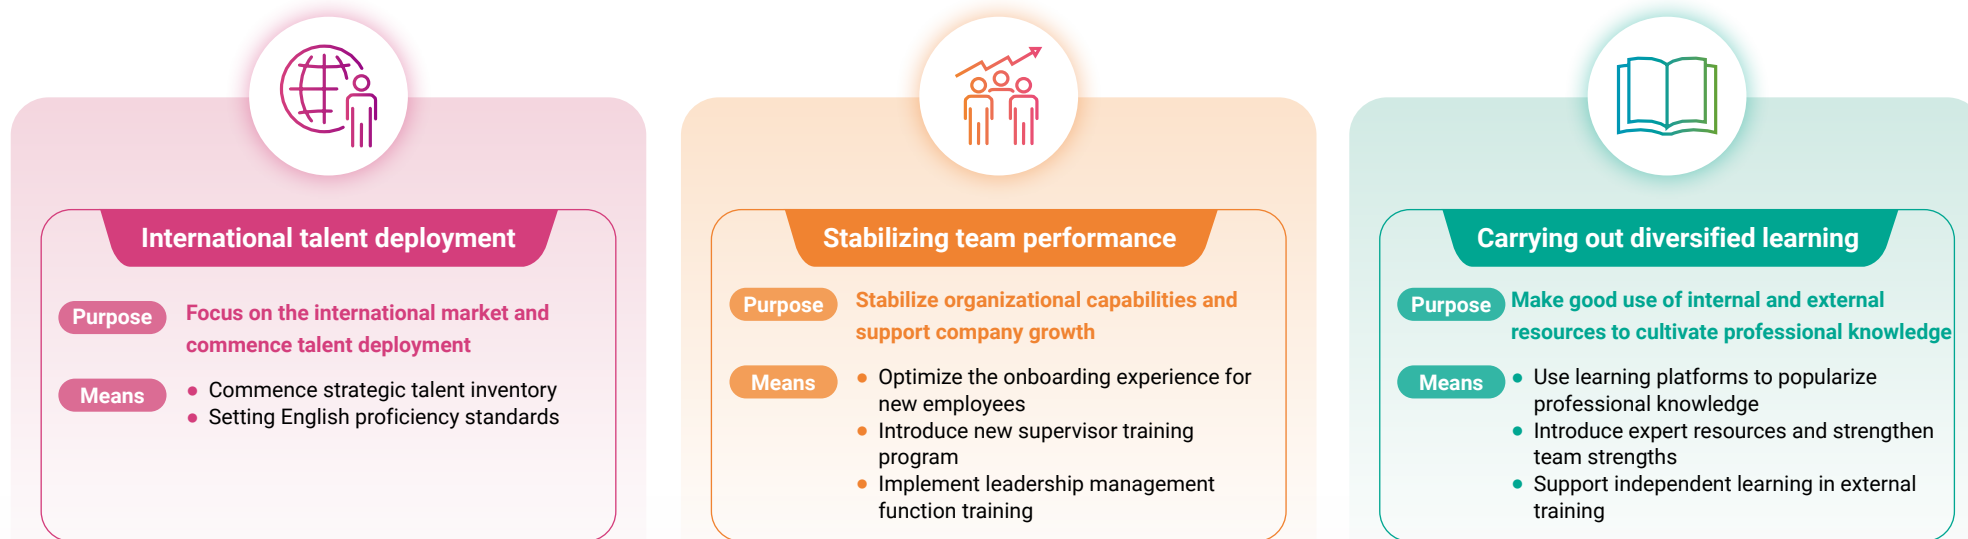 International talent deployment
Purpose
Focus on the international market and
commence talent deployment
Means
• Commence strategic talent inventory
• Setting English proficiency standards
Stabilizing team performance
Purpose
Stabilize organizational capabilities and
support company growth
Means
• Optimize the onboarding experience for
new employees
• Introduce new supervisor training
program
• Implement leadership management
function training
Carrying out diversified learning
Purpose
Make good use of internal and external
resources to cultivate professional knowledge
Means
• Use learning platforms to popularize
professional knowledge
• Introduce expert resources and strengthen
team strengths
• Support independent learning in external
training